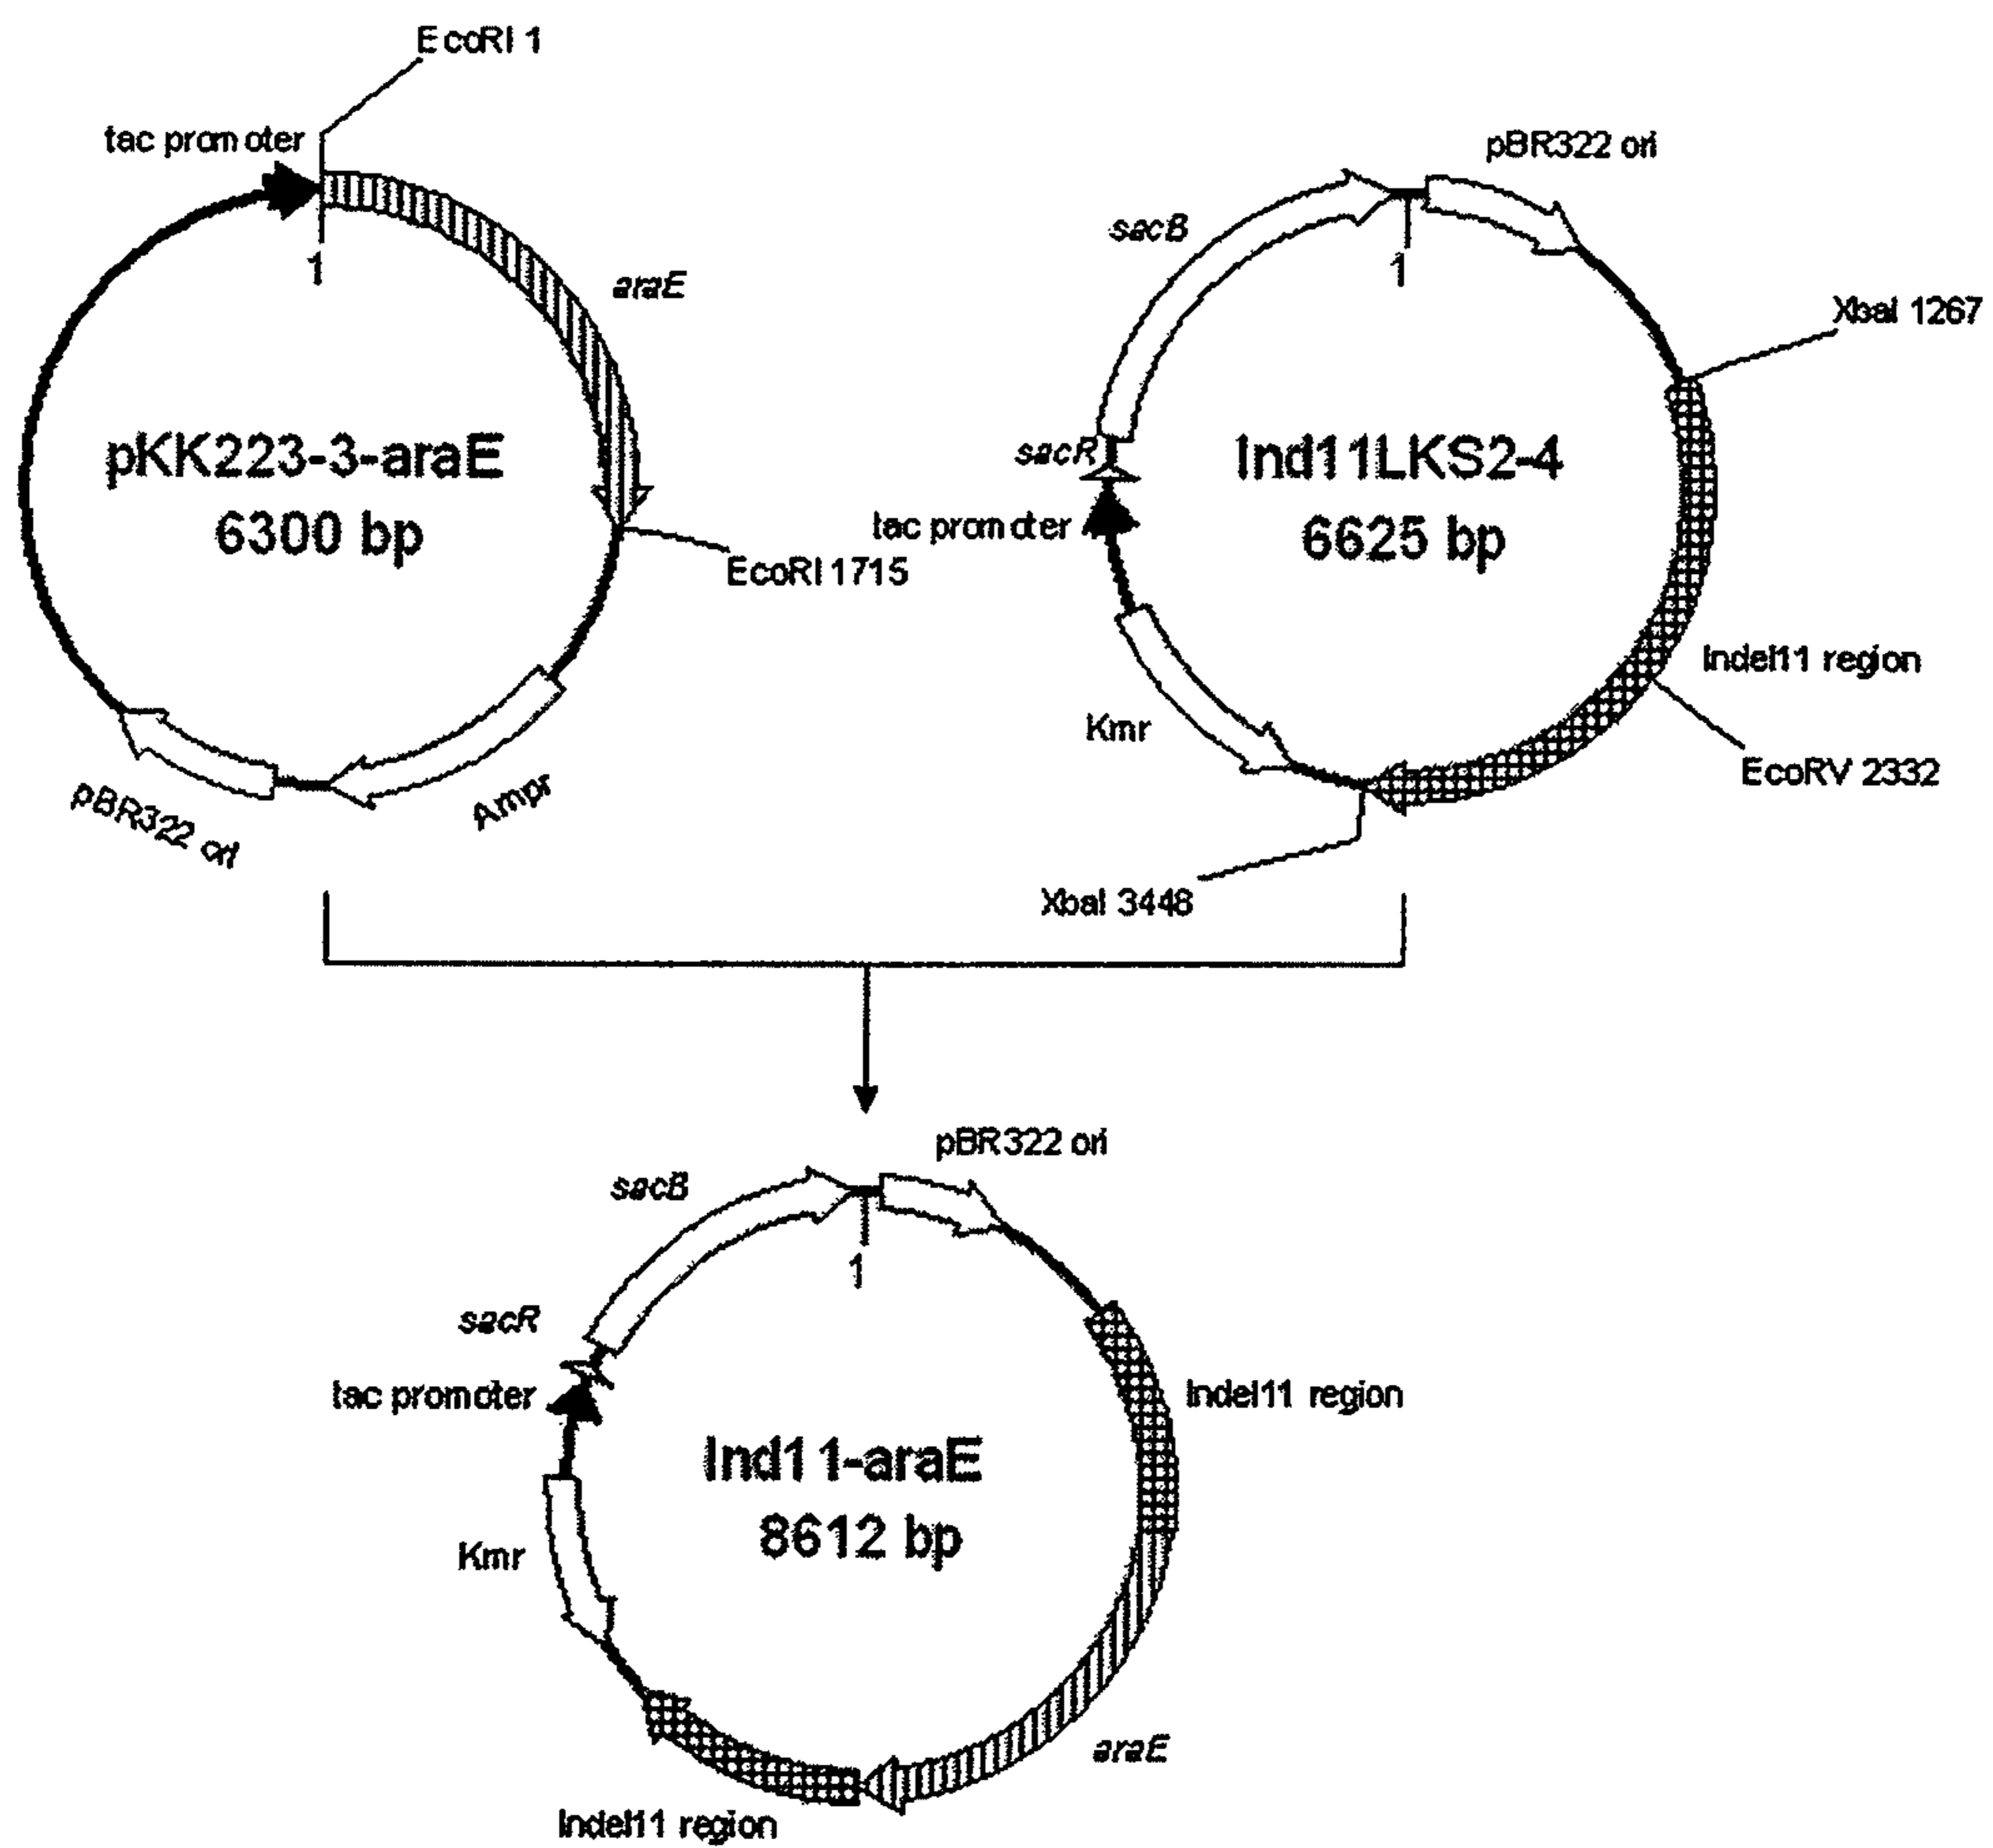 EcoRI 1
tac promoter
1
araE
pKK223-3-araE
6300 bp
EcoRI 1715
Ampr
pBR322 ori
pBR322 ori
sacB
1
XbaI 1267
sacR
Ind11LKS2-4
6625 bp
tac promoter
Indel11 region
Kmr
EcoRV 2332
XbaI 3448
pBR322 ori
sacB
1
sacR
tac promoter
Indel11 region
Ind11-araE
8612 bp
Kmr
araE
Indel11 region